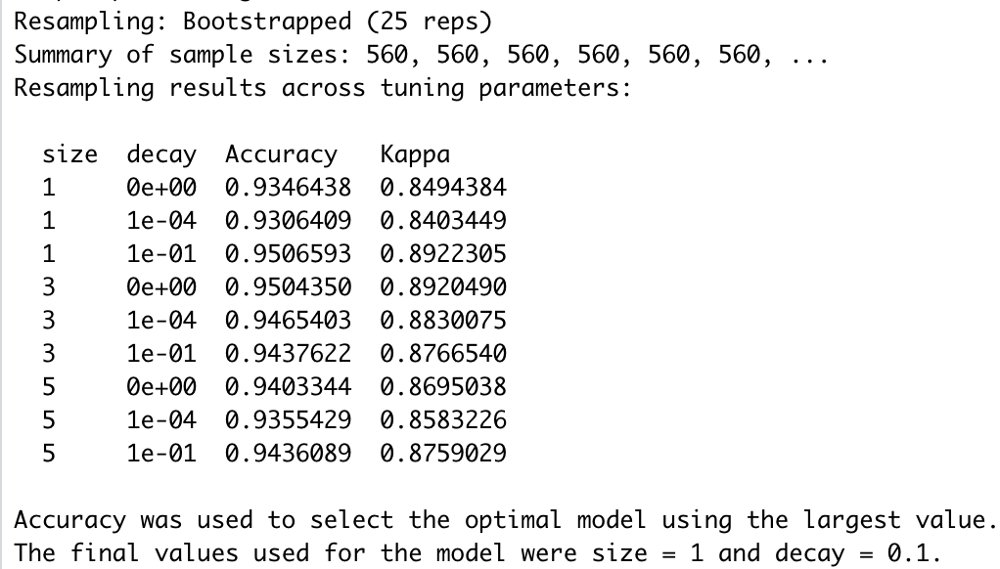 Resampling: Bootstrapped (25 reps)
Summary of sample sizes: 560, 560, 560, 560, 560, 560, ...
Resampling results across tuning parameters:
size decay Accuracy Kappa
1 0e+00 0.9346438 0.8494384
1 1e-04 0.9306409 0.8403449
1 1e-01 0.9506593 0.8922305
3 0e+00 0.9504350 0.8920490
3 1e-04 0.9465403 0.8830075
3 1e-01 0.9437622 0.8766540
5 0e+00 0.9403344 0.8695038
5 1e-04 0.9355429 0.8583226
5 1e-01 0.9436089 0.8759029
Accuracy was used to select the optimal model using the largest value.
The final values used for the model were size = 1 and decay = 0.1.